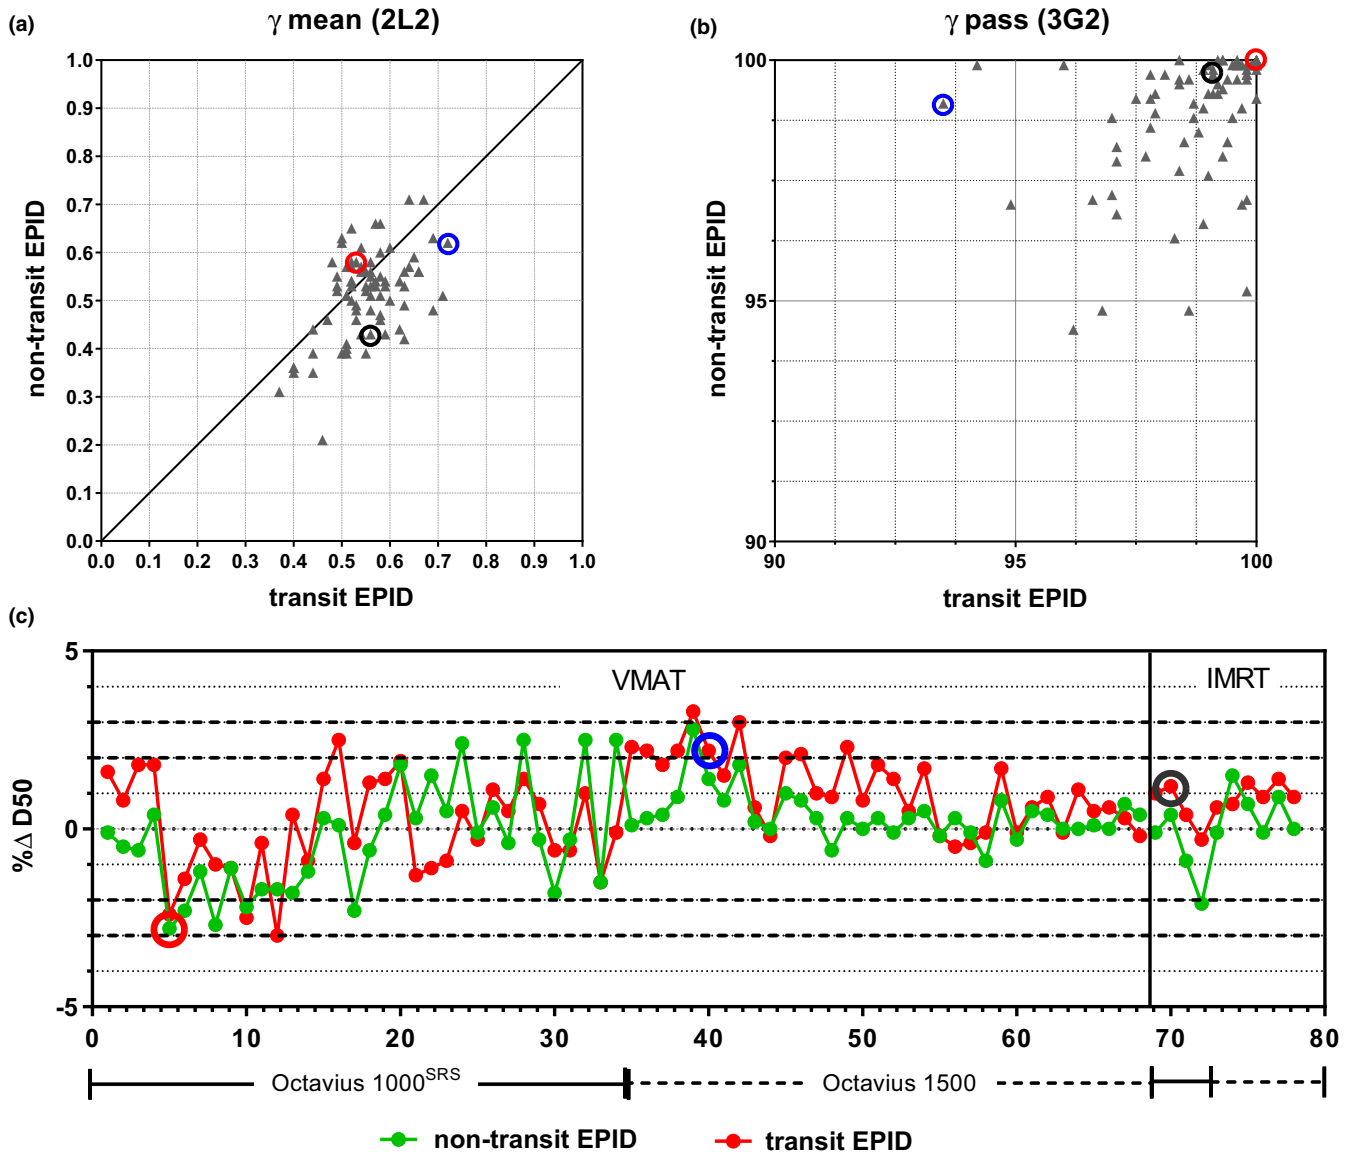 (a)
γ mean (2L2)
1.0
0.9
0.8
0.7
0.6
0.5
0.4
0.3
0.2
0.1
0.0
non-transit EPID
0.0 0.1 0.2 0.3 0.4 0.5 0.6 0.7 0.8 0.9 1.0
transit EPID
(b)
γ pass (3G2)
100
95
90
non-transit EPID
90 95 100
transit EPID
(c)
5
0
-5
%Δ D50
VMAT
IMRT
0 10 20 30 40 50 60 70 80
Octavius 1000SRS
Octavius 1500
non-transit EPID
transit EPID